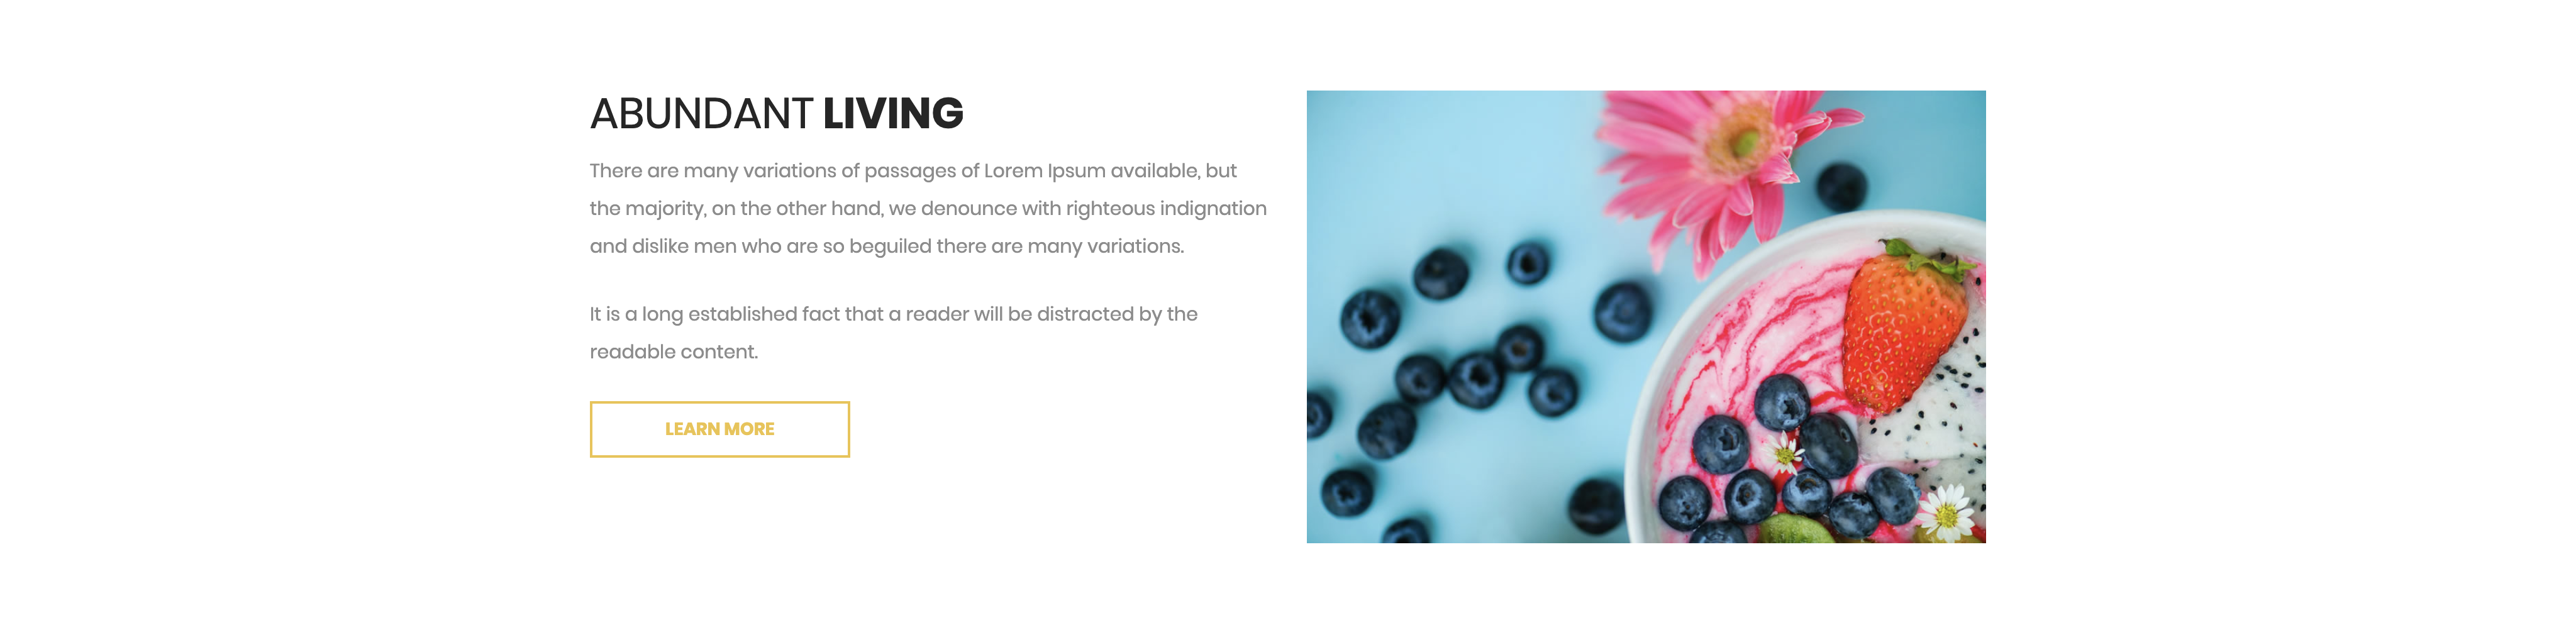 ABUNDANT LIVING
There are many variations of passages of Lorem Ipsum available, but
the majority, on the other hand, we denounce with righteous indignation
and dislike men who are so beguiled there are many variations.
It is a long established fact that a reader will be distracted by the
readable content.
LEARN MORE